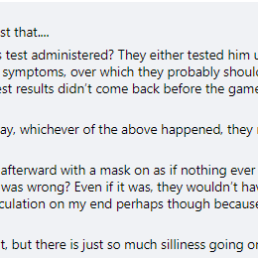 st that....
s test administered? They either tested him u
symptoms, over which they probably shoul
est results didn't come back before the game
ay, whichever of the above happened, they
afterward with a mask on as if nothing ever
was wrong? Even if it was, they wouldn't ha
culation on my end perhaps though because
t, but there is just so much silliness going o